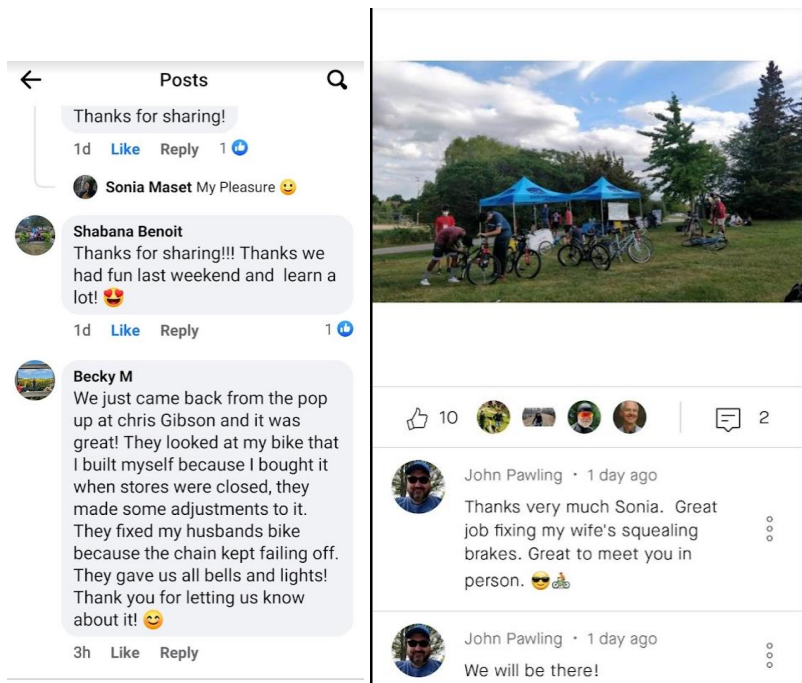 Posts
Thanks for sharing!
1d Like Reply 1
Sonia Maset My Pleasure 😀
Shabana Benoit
Thanks for sharing!!! Thanks we
had fun last weekend and learn a
lot! 😍
1d Like Reply 1
Becky M
We just came back from the pop
up at chris Gibson and it was
great! They looked at my bike that
I built myself because I bought it
when stores were closed, they
made some adjustments to it.
They fixed my husbands bike
because the chain kept failing off.
They gave us all bells and lights!
Thank you for letting us know
about it! 😊
3h Like Reply
10 2
John Pawling • 1 day ago
Thanks very much Sonia. Great
job fixing my wife's squealing
brakes. Great to meet you in
person. 😎🚴
John Pawling • 1 day ago
We will be there!